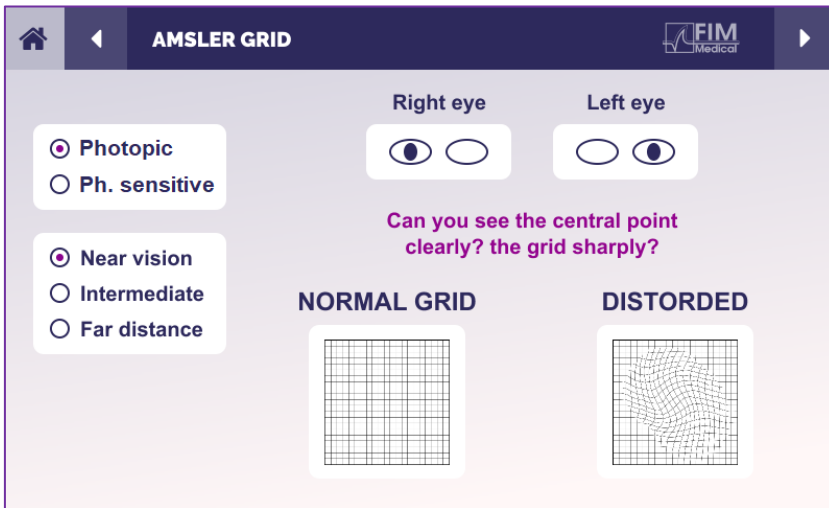 AMSLER GRID
FIM
Medical
Right eye
Left eye
Photopic
Ph. sensitive
Can you see the central point
clearly? the grid sharply?
Near vision
Intermediate
Far distance
NORMAL GRID
DISTORDED